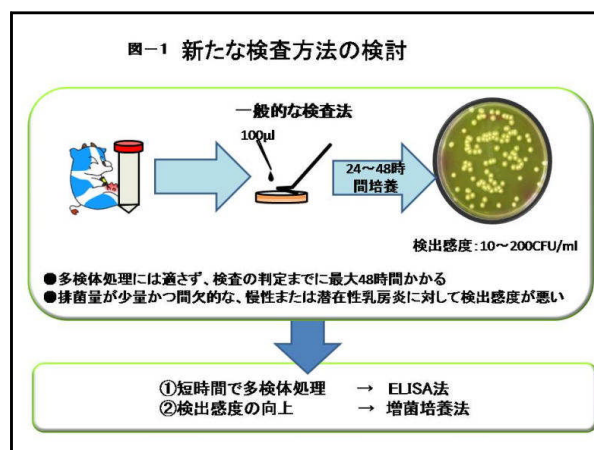 図－1 新たな検査方法の検討
一般的な検査法
100μl
24～48時
間培養
検出感度：10～200CFU/ml
●多検体処理には適さず、検査の判定までに最大48時間かかる
●排菌量が少量かつ間欠的な、慢性または潜在性乳房炎に対して検出感度が悪い
①短時間で多検体処理 → ELISA法
②検出感度の向上 → 増菌培養法